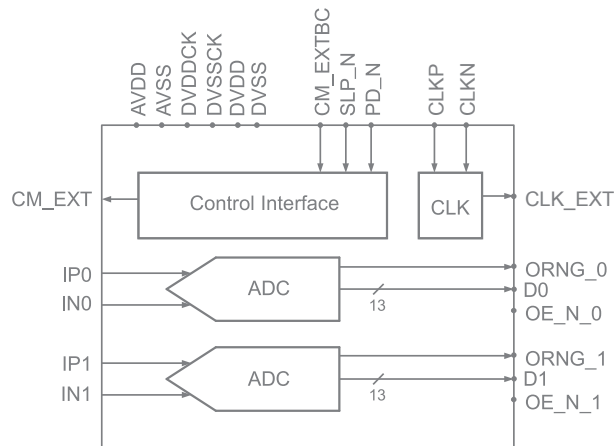 AVDD
AVSS
DVDDCK
DVSSCK
DVDD
DVSS
CM_EXTBC
SLP_N
PD_N
CLKP
CLKN
CM_EXT
Control Interface
CLK
CLK_EXT
IP0
IN0
ADC
13
ORNG_0
D0
OE_N_0
IP1
IN1
ADC
13
ORNG_1
D1
OE_N_1